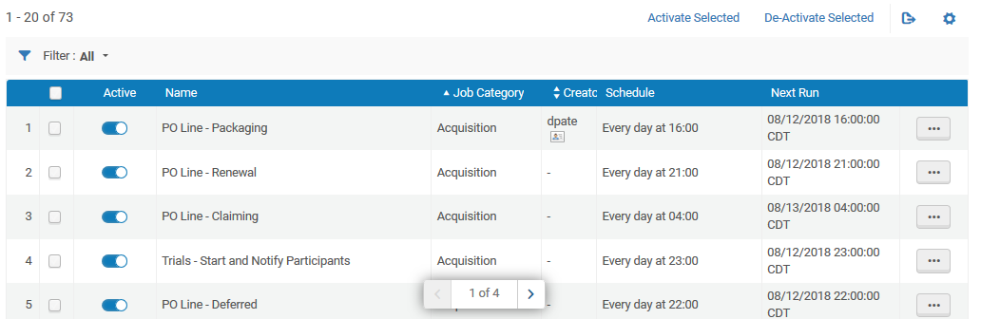 1 - 20 of 73 Activate Selected De-Activate Selected
Filter : All
Active Name Job Category Creato Schedule Next Run
1 PO Line - Packaging Acquisition dpate Every day at 16:00 08/12/2018 16:00:00 CDT
2 PO Line - Renewal Acquisition - Every day at 21:00 08/12/2018 21:00:00 CDT
3 PO Line - Claiming Acquisition - Every day at 04:00 08/13/2018 04:00:00 CDT
4 Trials - Start and Notify Participants Acquisition - Every day at 23:00 08/12/2018 23:00:00 CDT
5 PO Line - Deferred - Every day at 22:00 08/12/2018 22:00:00 CDT
1 of 4